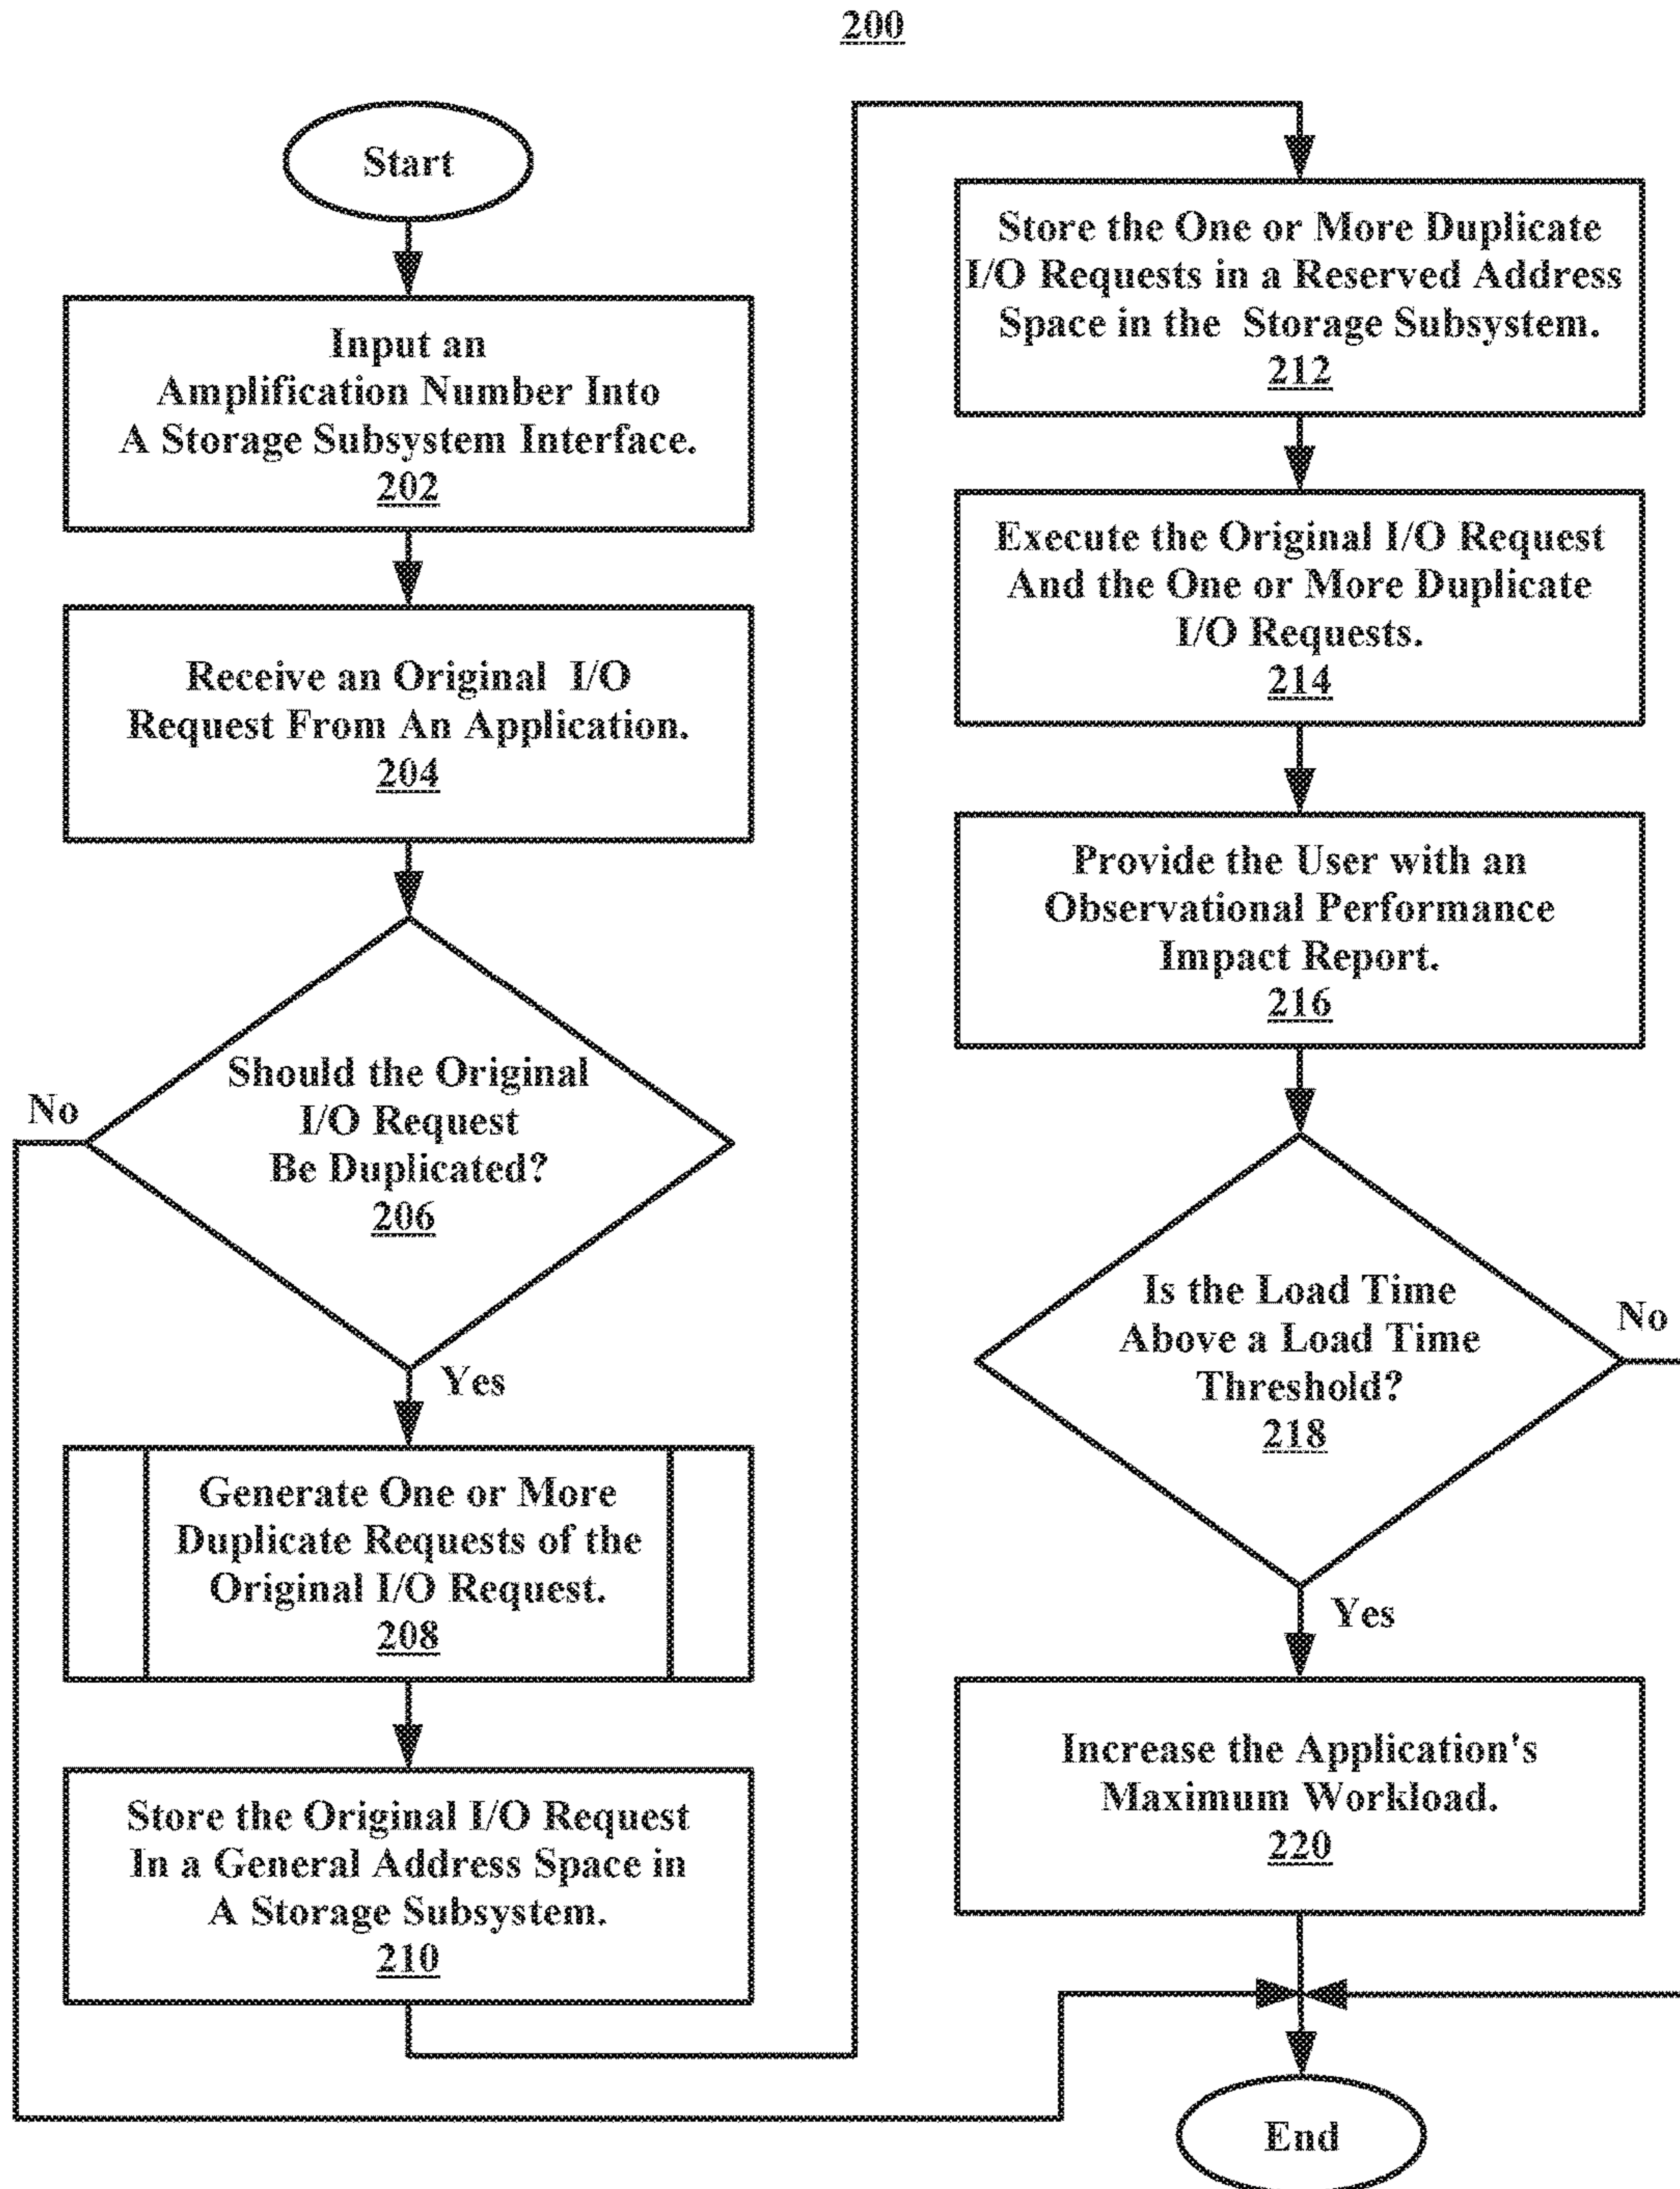 200
Start
Input an
Amplification Number Into
A Storage Subsystem Interface.
202
Receive an Original I/O
Request From An Application.
204
Should the Original
I/O Request
Be Duplicated?
206
No
Yes
Generate One or More
Duplicate Requests of the
Original I/O Request.
208
Store the Original I/O Request
In a General Address Space in
A Storage Subsystem.
210
Store the One or More Duplicate
I/O Requests in a Reserved Address
Space in the Storage Subsystem.
212
Execute the Original I/O Request
And the One or More Duplicate
I/O Requests.
214
Provide the User with an
Observational Performance
Impact Report.
216
Is the Load Time
Above a Load Time
Threshold?
218
No
Yes
Increase the Application's
Maximum Workload.
220
End